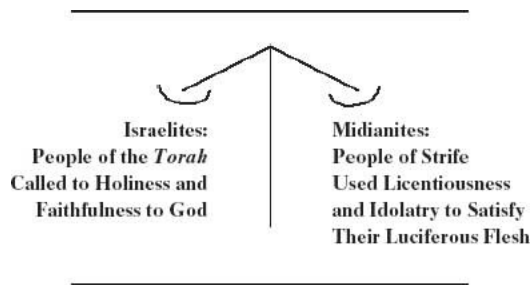 Israelites:
People of the Torah
Called to Holiness and
Faithfulness to God
Midianites:
People of Strife
Used Licentiousness
and Idolatry to Satisfy
Their Luciferous Flesh